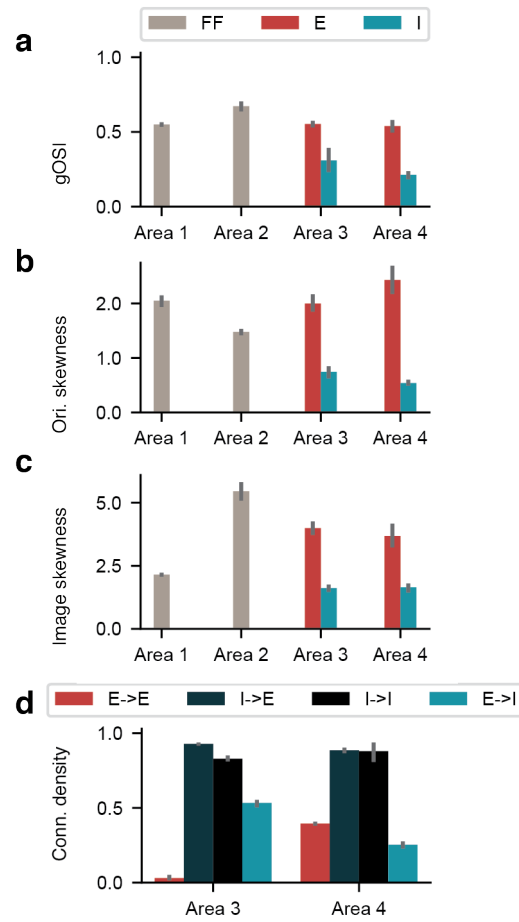 FF E I
a
1.0
0.5
0.0
gOSI
Area 1 Area 2 Area 3 Area 4
b
2.0
1.0
0.0
Ori. skewness
Area 1 Area 2 Area 3 Area 4
c
5.0
2.5
0.0
Image skewness
Area 1 Area 2 Area 3 Area 4
d
E->E I->E I->I E->I
1.0
0.5
0.0
Conn. density
Area 3 Area 4